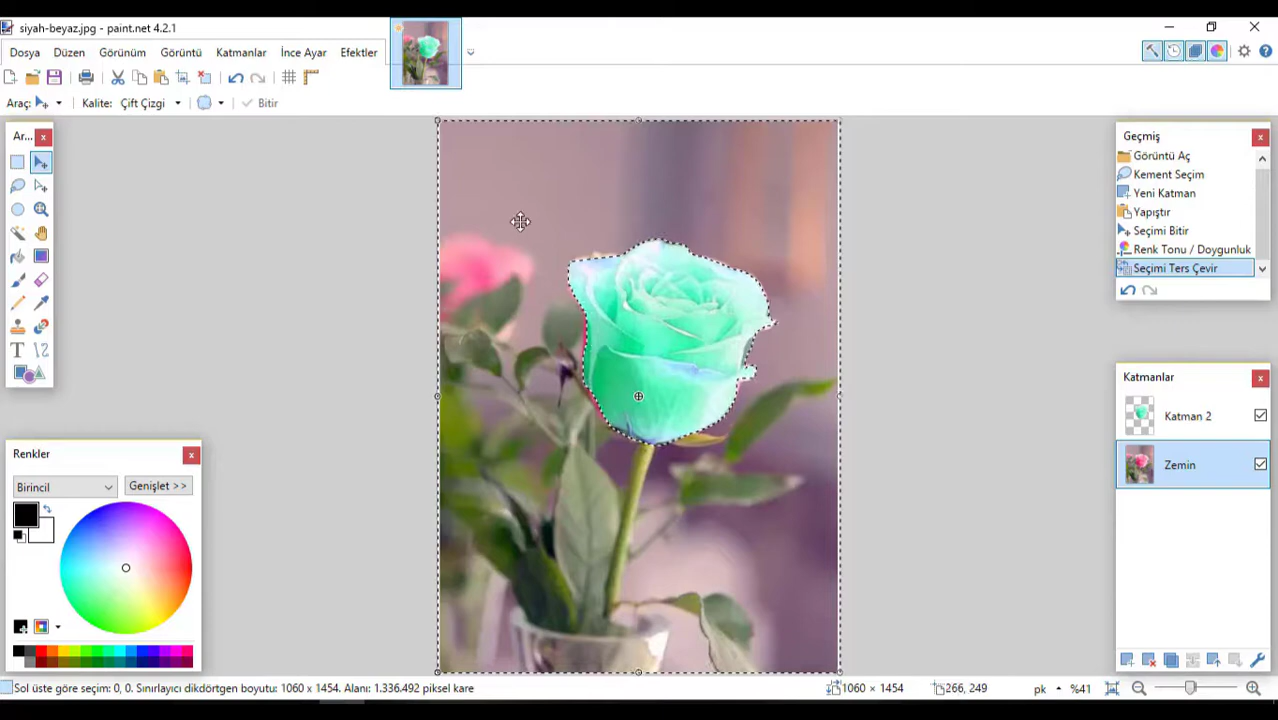 siyah-beyaz.jpg - paint.net 4.2.1
Dosya Düzen Görünüm Görüntü Katmanlar İnce Ayar Efektler
Araç: Kalite: Çift Çizgi Bitir
Ar...
Geçmiş
Görüntü Aç
Kement Seçim
Yeni Katman
Yapıştır
Seçimi Bitir
Renk Tonu / Doygunluk
Seçimi Ters Çevir
Katmanlar
Katman 2
Zemin
Renkler
Birincil Genişlet >>
Sol üste göre seçim: 0, 0. Sınırlayıcı dikdörtgen boyutu: 1060 x 1454. Alanı: 1.336.492 piksel kare 1060 × 1454 266, 249 pk %41